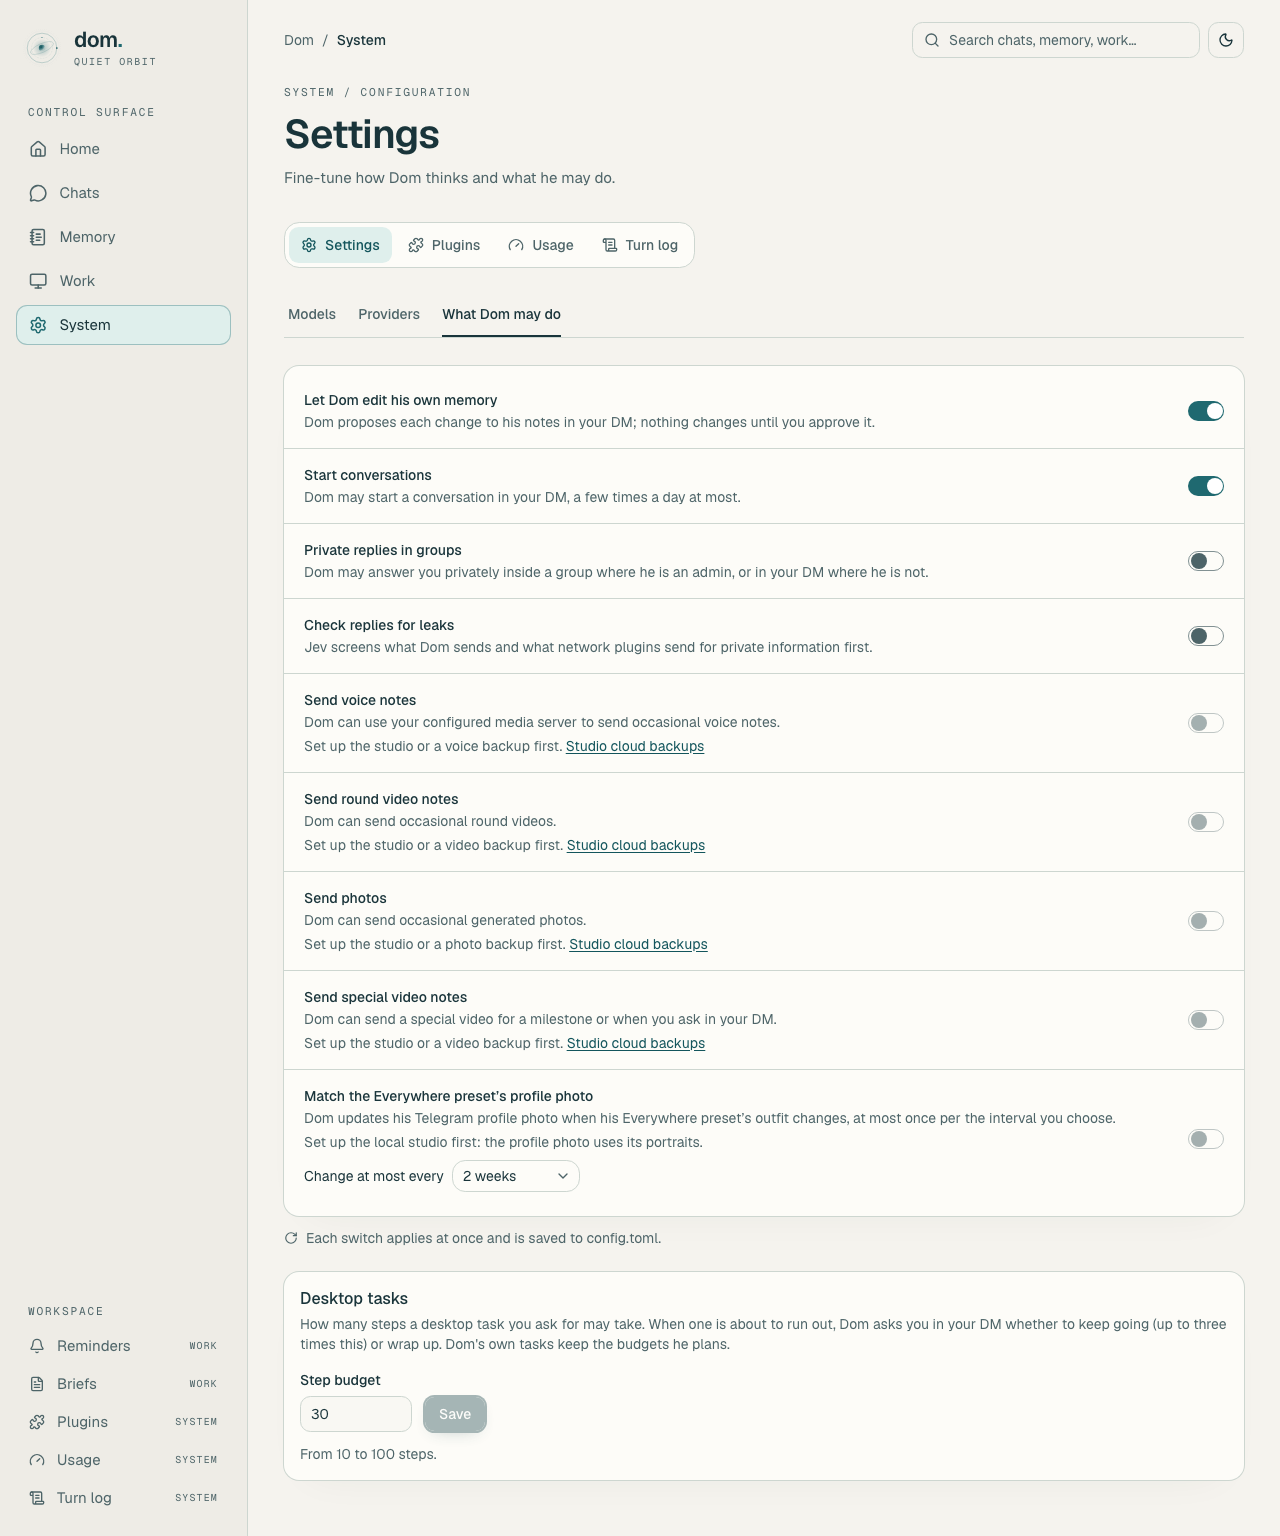 dom.
QUIET ORBIT
CONTROL SURFACE
Home
Chats
Memory
Work
System
WORKSPACE
Reminders WORK
Briefs WORK
Plugins SYSTEM
Usage SYSTEM
Turn log SYSTEM
Dom / System
Search chats, memory, work…
SYSTEM / CONFIGURATION
Settings
Fine-tune how Dom thinks and what he may do.
Settings Plugins Usage Turn log
Models Providers What Dom may do
Let Dom edit his own memory
Dom proposes each change to his notes in your DM; nothing changes until you approve it.
Start conversations
Dom may start a conversation in your DM, a few times a day at most.
Private replies in groups
Dom may answer you privately inside a group where he is an admin, or in your DM where he is not.
Check replies for leaks
Jev screens what Dom sends and what network plugins send for private information first.
Send voice notes
Dom can use your configured media server to send occasional voice notes.
Set up the studio or a voice backup first. Studio cloud backups
Send round video notes
Dom can send occasional round videos.
Set up the studio or a video backup first. Studio cloud backups
Send photos
Dom can send occasional generated photos.
Set up the studio or a photo backup first. Studio cloud backups
Send special video notes
Dom can send a special video for a milestone or when you ask in your DM.
Set up the studio or a video backup first. Studio cloud backups
Match the Everywhere preset’s profile photo
Dom updates his Telegram profile photo when his Everywhere preset’s outfit changes, at most once per the interval you choose.
Set up the local studio first: the profile photo uses its portraits.
Change at most every 2 weeks
Each switch applies at once and is saved to config.toml.
Desktop tasks
How many steps a desktop task you ask for may take. When one is about to run out, Dom asks you in your DM whether to keep going (up to three
times this) or wrap up. Dom’s own tasks keep the budgets he plans.
Step budget
30 Save
From 10 to 100 steps.